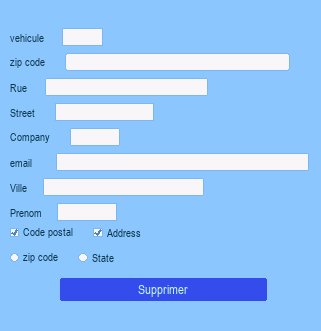 vehicule
zip code
Rue
Street
Company
email
Ville
Prenom
Code postal Address
zip code State
Supprimer